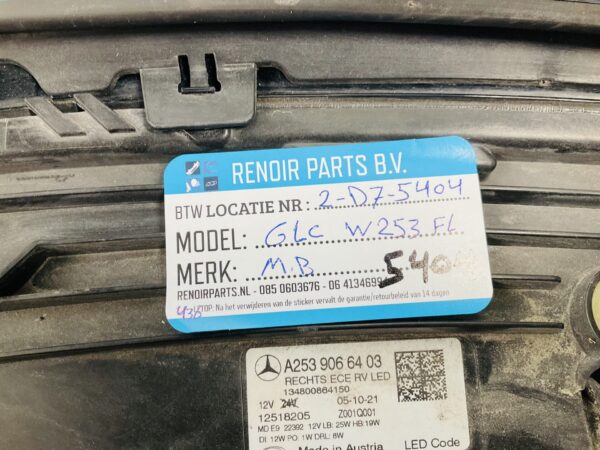 RENOIR PARTS B.V.
BTW LOCATIE NR: 2-D7-5404
MODEL: GLC W253 FL
MERK: M.B
RENOIRPARTS.NL - 085 0603676 - 06 4134699
5404
STOP. Na het verwijderen van de sticker vervalt de garantie/retourbeleid van 14 dagen
A253 906 64 03
RECHTS ECE RV LED
134800864150
12V 24V 05-10-21
12518205 Z001Q001
MD E9 22392 12V LB: 25W HB:19W
DI: 12W PO: 1W DRL: 8W
Made in Austria LED Code